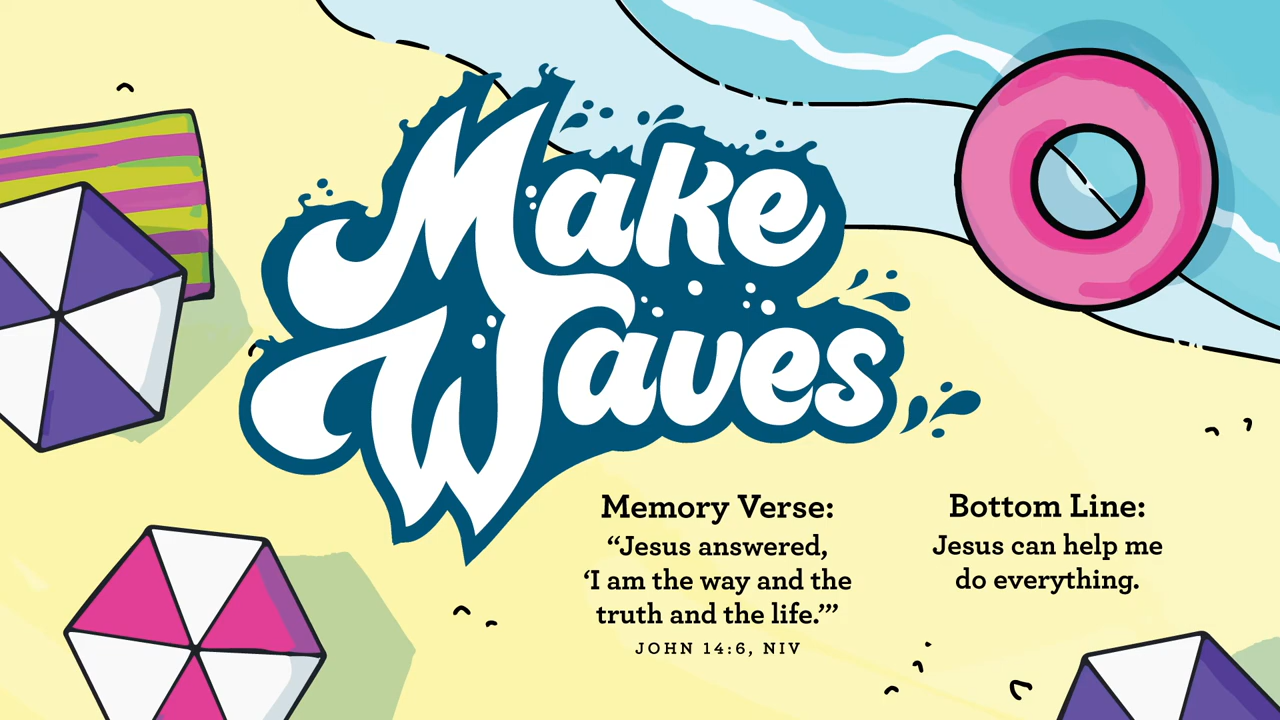 Make
Waves
Memory Verse:
“Jesus answered,
‘I am the way and the
truth and the life.’”
JOHN 14:6, NIV
Bottom Line:
Jesus can help me
do everything.